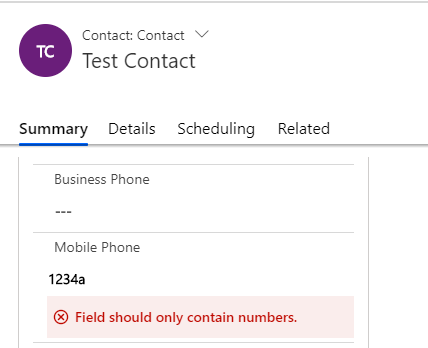 TC
Contact: Contact
Test Contact
Summary Details Scheduling Related
Business Phone
---
Mobile Phone
1234a
Field should only contain numbers.